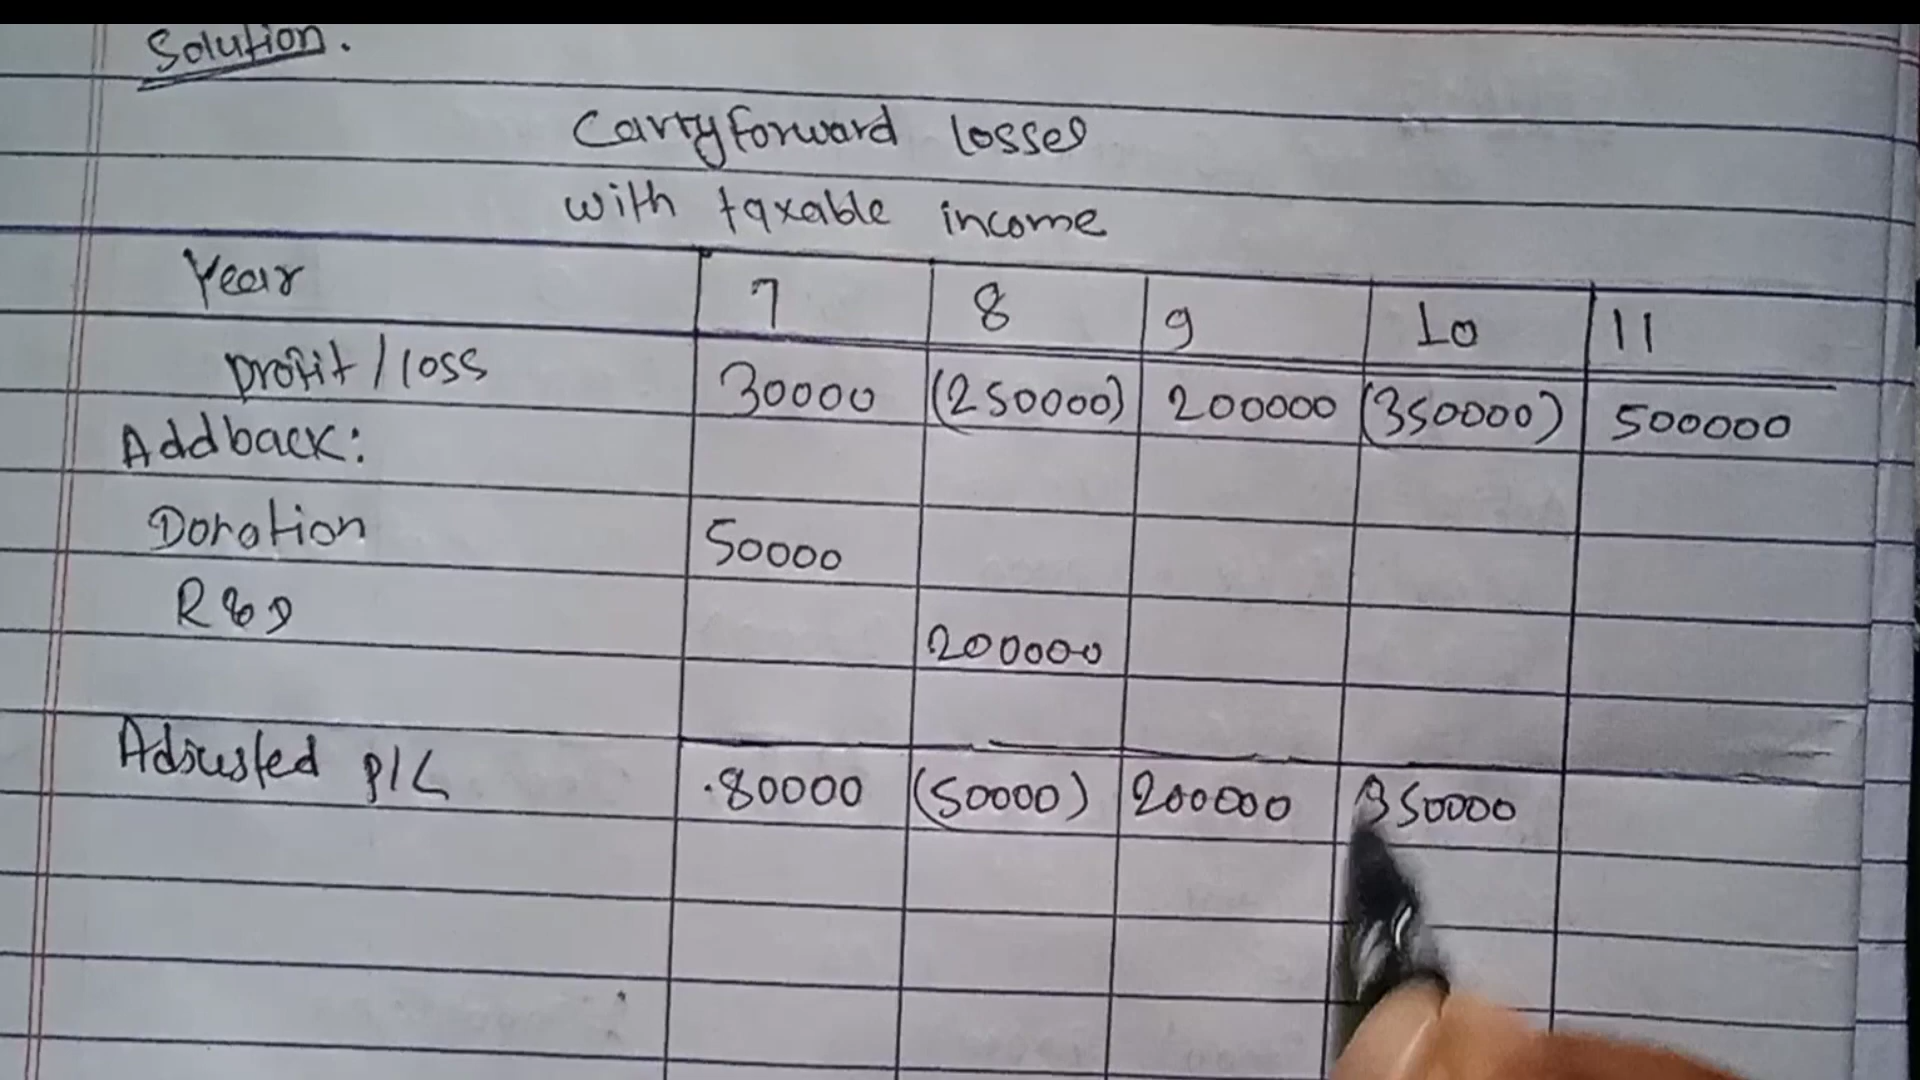 Solution.
Carryforward losses
with taxable income
Year 7 8 9 10 11
Profit/loss 30000 (250000) 200000 (350000) 500000
Addback:
Donation 50000
R&D 200000
Adjusted P/L 80000 (50000) 200000 350000